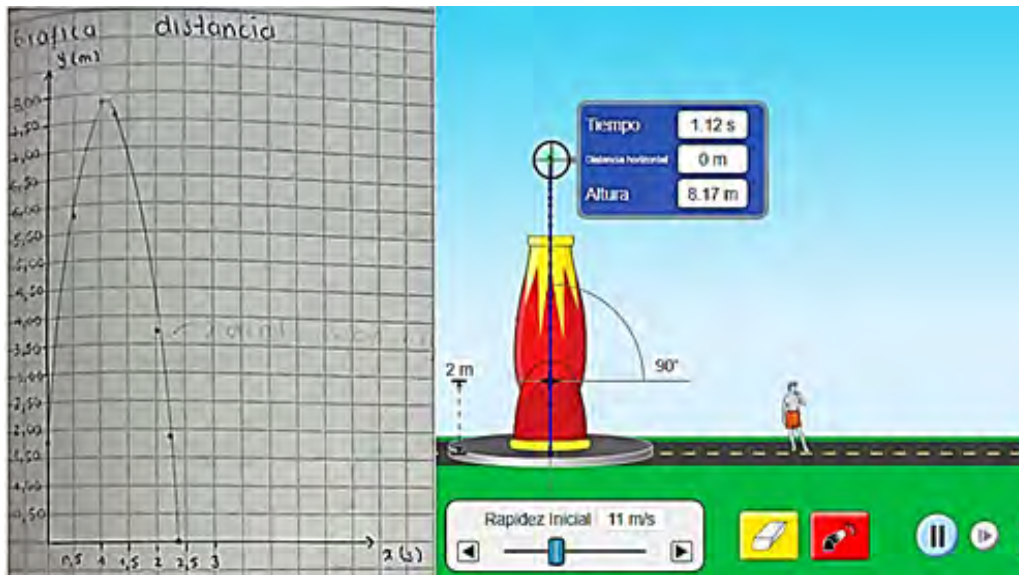 Grafica distancia
y(m)
8,00
7,50
7,00
6,50
6,00
5,50
5,00
4,50
4,00
3,50
3,00
2,50
2,00
1,50
1,00
0,50
0,5 1 1,5 2 2,5 3 x(s)
Tiempo 1.12 s
Distancia horizontal 0 m
Altura 8.17 m
2 m
90°
Rapidez Inicial 11 m/s